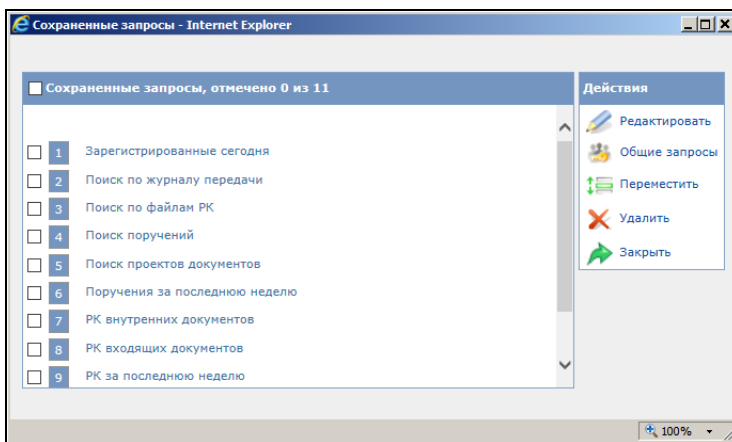 Сохраненные запросы - Internet Explorer
Сохраненные запросы, отмечено 0 из 11
1 Зарегистрированные сегодня
2 Поиск по журналу передачи
3 Поиск по файлам РК
4 Поиск поручений
5 Поиск проектов документов
6 Поручения за последнюю неделю
7 РК внутренних документов
8 РК входящих документов
9 РК за последнюю неделю
Действия
Редактировать
Общие запросы
Переместить
Удалить
Закрыть
100%